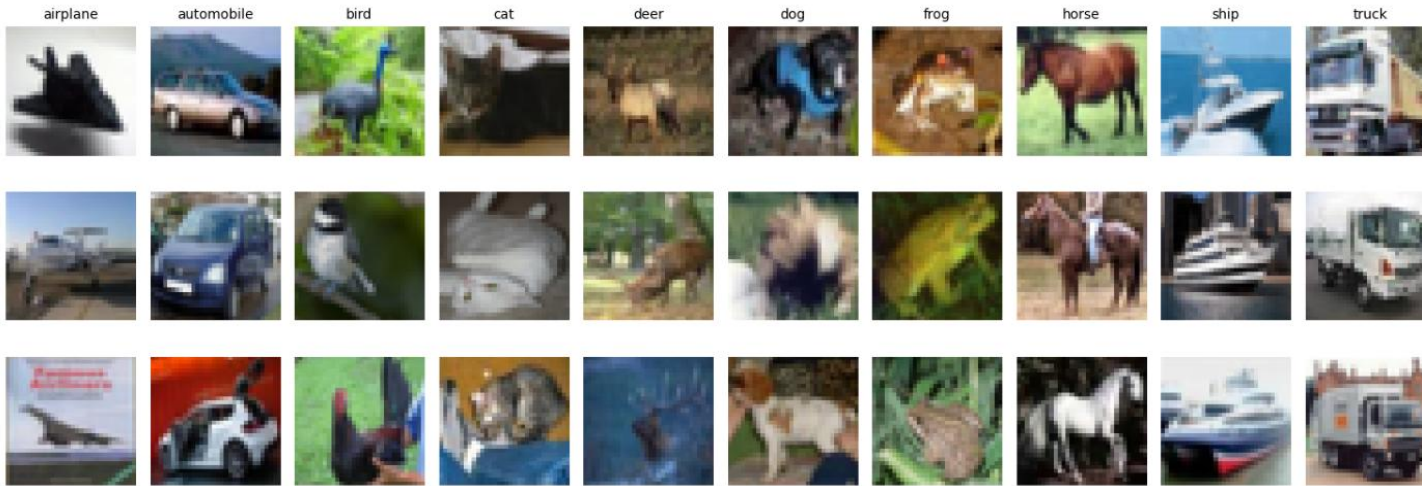 airplane
automobile
bird
cat
deer
dog
frog
horse
ship
truck